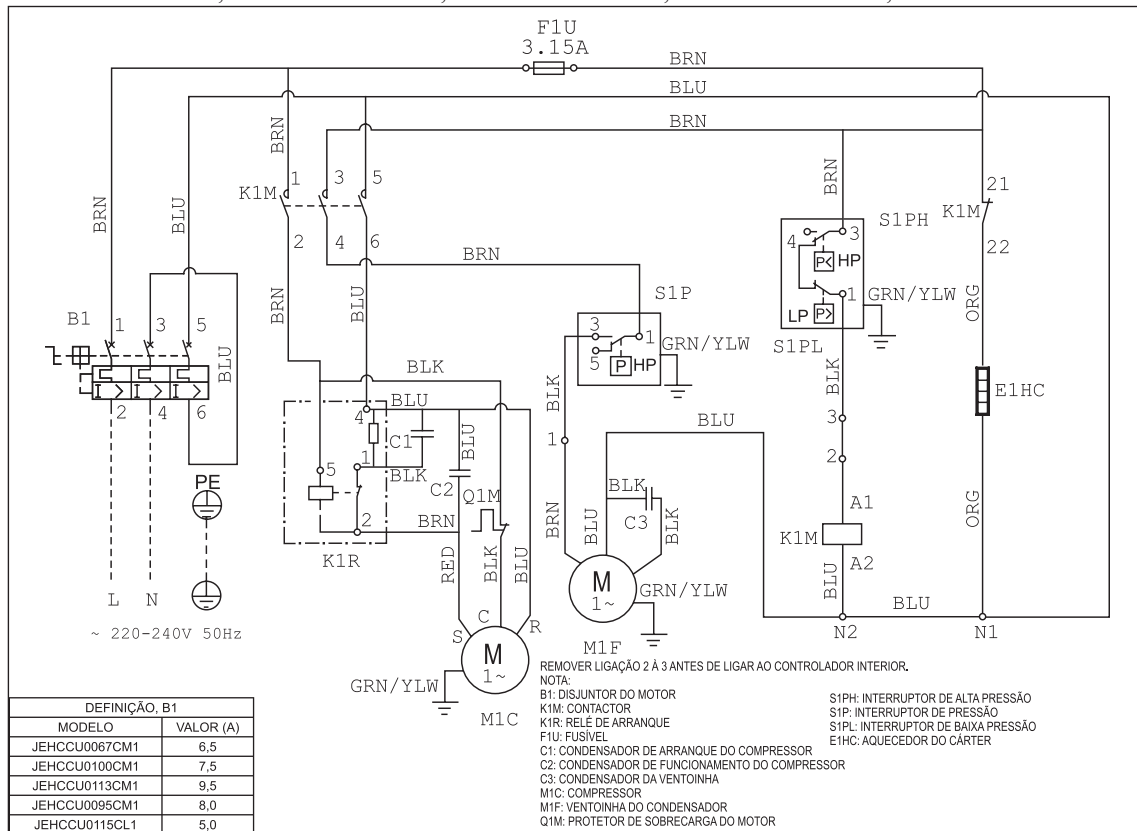 F1U
3.15A
BRN
BLU
BRN
BRN
BLU
BRN
BRN
K1M
1
3
5
2
4
6
BRN
BLU
BRN
S1PH
4
3
HP
P<
LP
P>
1
GRN/YLW
S1PL
21
K1M
22
ORG
B1
1
3
5
BLU
2
4
6
S1P
3
1
5
P
HP
GRN/YLW
BLK
BLU
4
C1
1
BLK
5
2
BRN
K1R
BLU
C2
Q1M
RED
BLK
BLU
BLK
1
BRN
BLU
BLK
C3
BLK
BLU
BLK
3
2
E1HC
ORG
K1M
A1
A2
BLU
BLU
N2
N1
PE
L N
~ 220-240V 50Hz
S
C
R
M
1~
GRN/YLW
M1C
M
1~
GRN/YLW
M1F
REMOVER LIGAÇÃO 2 À 3 ANTES DE LIGAR AO CONTROLADOR INTERIOR.
NOTA:
B1: DISJUNTOR DO MOTOR
K1M: CONTACTOR
K1R: RELÉ DE ARRANQUE
F1U: FUSÍVEL
C1: CONDENSADOR DE ARRANQUE DO COMPRESSOR
C2: CONDENSADOR DE FUNCIONAMENTO DO COMPRESSOR
C3: CONDENSADOR DA VENTOINHA
M1C: COMPRESSOR
M1F: VENTOINHA DO CONDENSADOR
Q1M: PROTETOR DE SOBRECARGA DO MOTOR
S1PH: INTERRUPTOR DE ALTA PRESSÃO
S1P: INTERRUPTOR DE PRESSÃO
S1PL: INTERRUPTOR DE BAIXA PRESSÃO
E1HC: AQUECEDOR DO CÁRTER
DEFINIÇÃO, B1
MODELO VALOR (A)
JEHCCU0067CM1 6,5
JEHCCU0100CM1 7,5
JEHCCU0113CM1 9,5
JEHCCU0095CM1 8,0
JEHCCU0115CL1 5,0